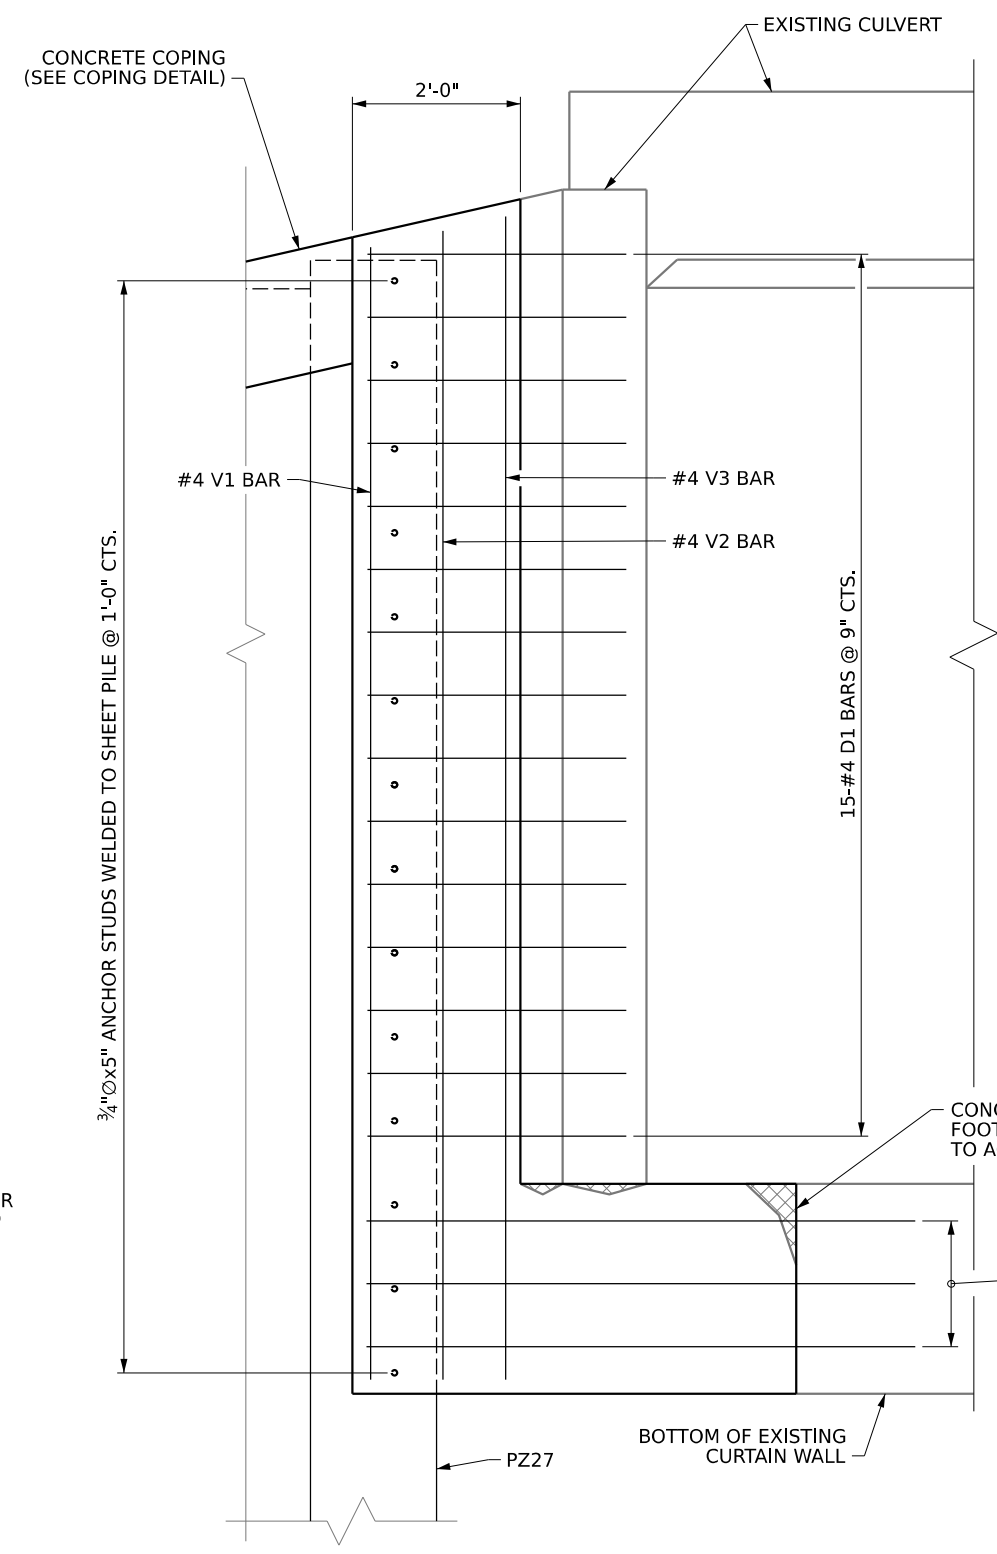 EXISTING CULVERT
CONCRETE COPING
(SEE COPING DETAIL)
2'-0"
#4 V1 BAR
#4 V3 BAR
#4 V2 BAR
¾"∅x5" ANCHOR STUDS WELDED TO SHEET PILE @ 1'-0" CTS.
15-#4 D1 BARS @ 9" CTS.
TO A
R
BOTTOM OF EXISTING
CURTAIN WALL
PZ27